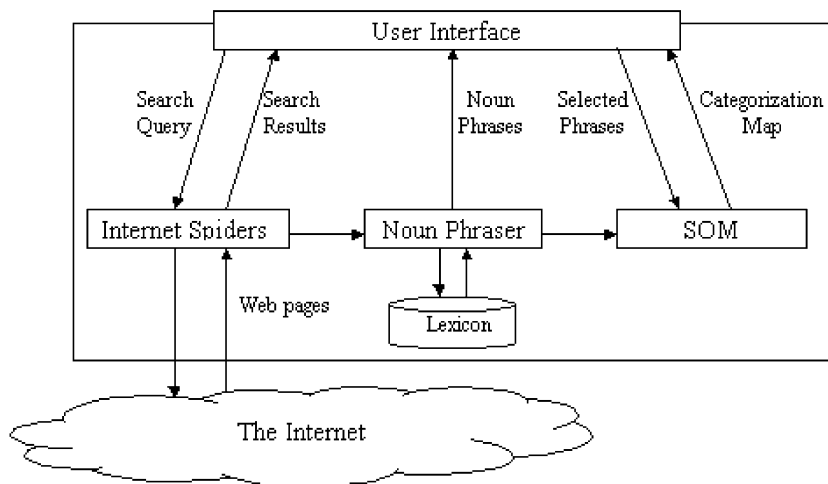 User Interface
Search
Query
Search
Results
Noun
Phrases
Selected
Phrases
Categorization
Map
Internet Spiders
Noun Phraser
SOM
Web pages
Lexicon
The Internet